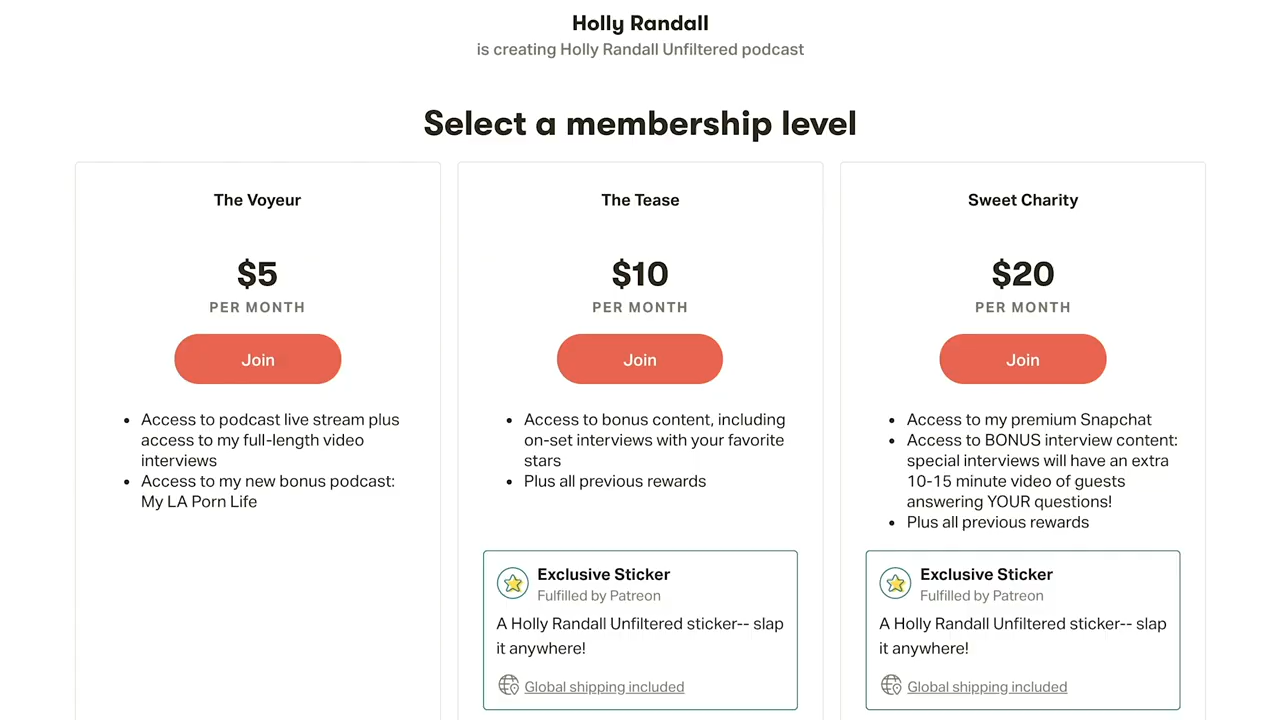 Holly Randall
is creating Holly Randall Unfiltered podcast
Select a membership level
The Voyeur
$5
PER MONTH
Join
• Access to podcast live stream plus
access to my full-length video
interviews
• Access to my new bonus podcast:
My LA Porn Life
The Tease
$10
PER MONTH
Join
• Access to bonus content, including
on-set interviews with your favorite
stars
• Plus all previous rewards
Exclusive Sticker
Fulfilled by Patreon
A Holly Randall Unfiltered sticker-- slap
it anywhere!
Global shipping included
Sweet Charity
$20
PER MONTH
Join
• Access to my premium Snapchat
• Access to BONUS interview content:
special interviews will have an extra
10-15 minute video of guests
answering YOUR questions!
• Plus all previous rewards
Exclusive Sticker
Fulfilled by Patreon
A Holly Randall Unfiltered sticker-- slap
it anywhere!
Global shipping included